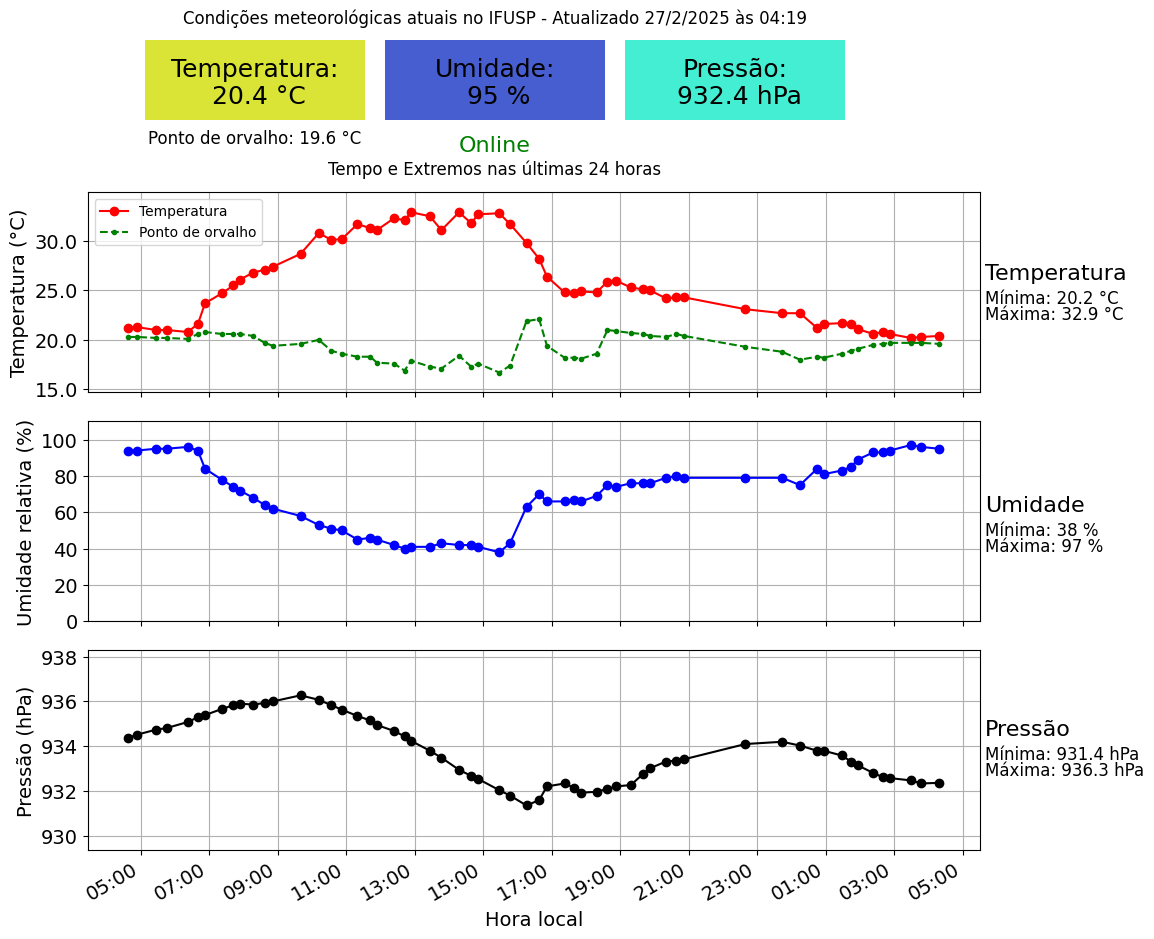 Condições meteorológicas atuais no IFUSP - Atualizado 27/2/2025 às 04:19
Temperatura:
20.4 °C
Umidade:
95 %
Pressão:
932.4 hPa
Ponto de orvalho: 19.6 °C
Online
Tempo e Extremos nas últimas 24 horas
Temperatura (°C)
30.0
25.0
20.0
15.0
Temperatura
Ponto de orvalho
Temperatura
Mínima: 20.2 °C
Máxima: 32.9 °C
Umidade relativa (%)
100
80
60
40
20
0
Umidade
Mínima: 38 %
Máxima: 97 %
Pressão (hPa)
938
936
934
932
930
Pressão
Mínima: 931.4 hPa
Máxima: 936.3 hPa
05:00 07:00 09:00 11:00 13:00 15:00 17:00 19:00 21:00 23:00 01:00 03:00 05:00
Hora local